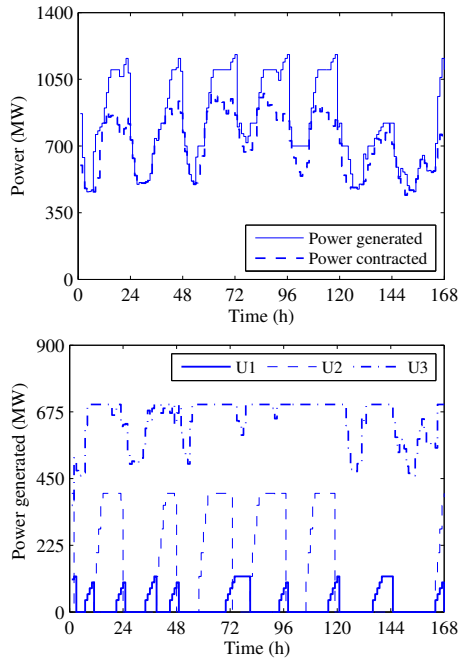 1400
1050
700
350
0
Power (MW)
Power generated
Power contracted
0 24 48 72 96 120 144 168
Time (h)
900
675
450
225
0
Power generated (MW)
U1 U2 U3
0 24 48 72 96 120 144 168
Time (h)